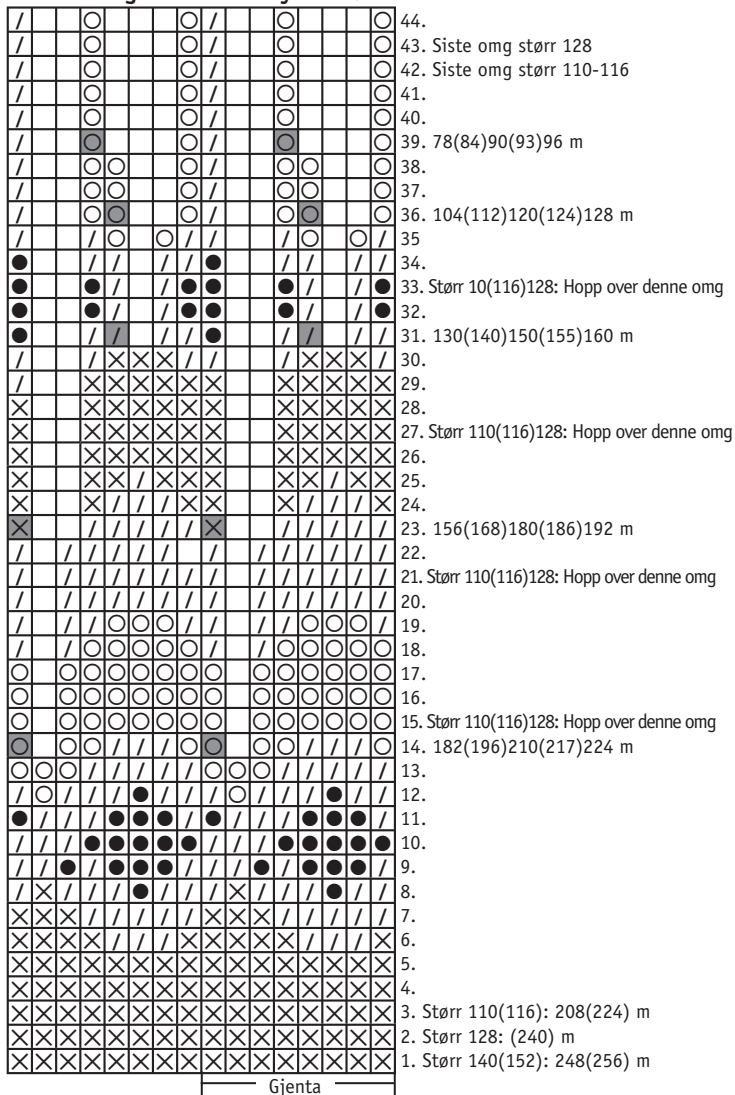 44.
43. Siste omg størr 128
42. Siste omg størr 110-116
41.
40.
39. 78(84)90(93)96 m
38.
37.
36. 104(112)120(124)128 m
35
34.
33. Størr 10(116)128: Hopp over denne omg
32.
31. 130(140)150(155)160 m
30.
29.
28.
27. Størr 110(116)128: Hopp over denne omg
26.
25.
24.
23. 156(168)180(186)192 m
22.
21. Størr 110(116)128: Hopp over denne omg
20.
19.
18.
17.
16.
15. Størr 110(116)128: Hopp over denne omg
14. 182(196)210(217)224 m
13.
12.
11.
10.
9.
8.
7.
6.
5.
4.
3. Størr 110(116): 208(224) m
2. Størr 128: (240) m
1. Størr 140(152): 248(256) m
Gjenta